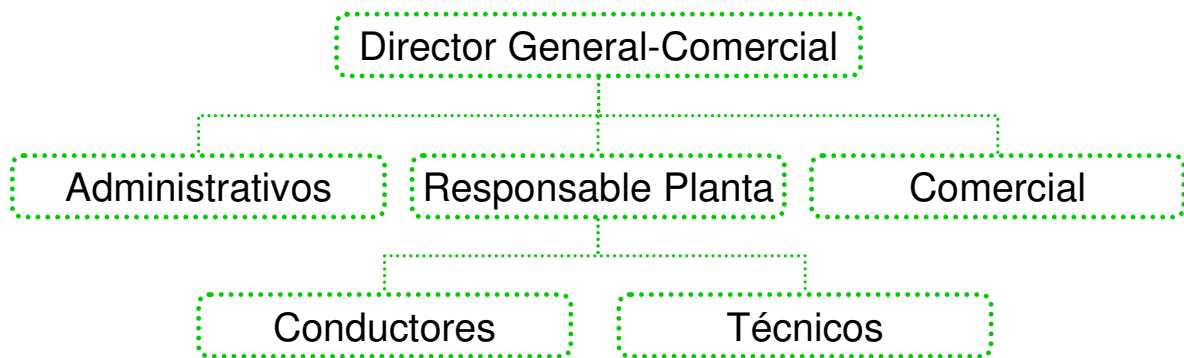 Director General-Comercial
Administrativos
Responsable Planta
Comercial
Conductores
Técnicos